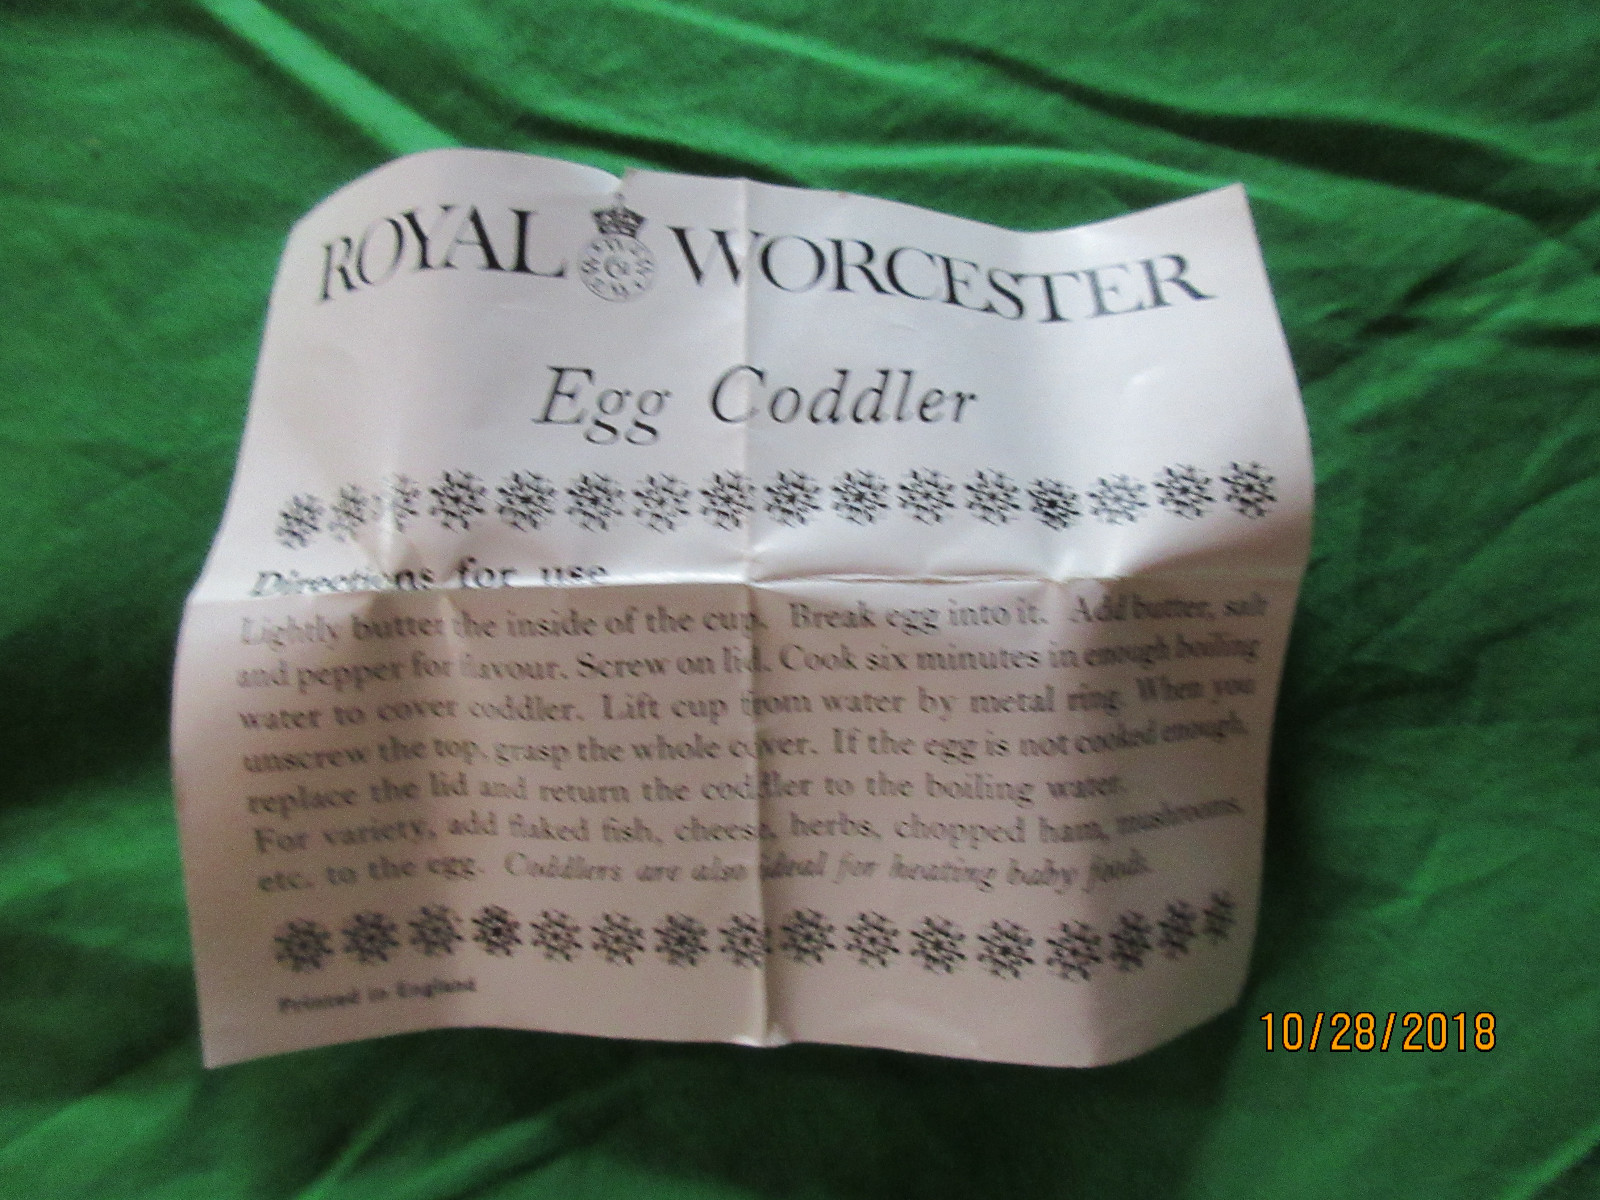 ROYAL WORCESTER
Egg Coddler
Directions for use
Lightly butter the inside of the cup. Break egg into it. Add butter, salt
and pepper for flavour. Screw on lid. Cook six minutes in enough boiling
water to cover coddler. Lift cup from water by metal ring. When you
unscrew the top, grasp the whole cover. If the egg is not cooked enough,
replace the lid and return the coddler to the boiling water.
For variety, add flaked fish, cheese, herbs, chopped ham, mushrooms,
etc. to the egg. Coddlers are also ideal for heating baby foods.
Printed in England
10/28/2018